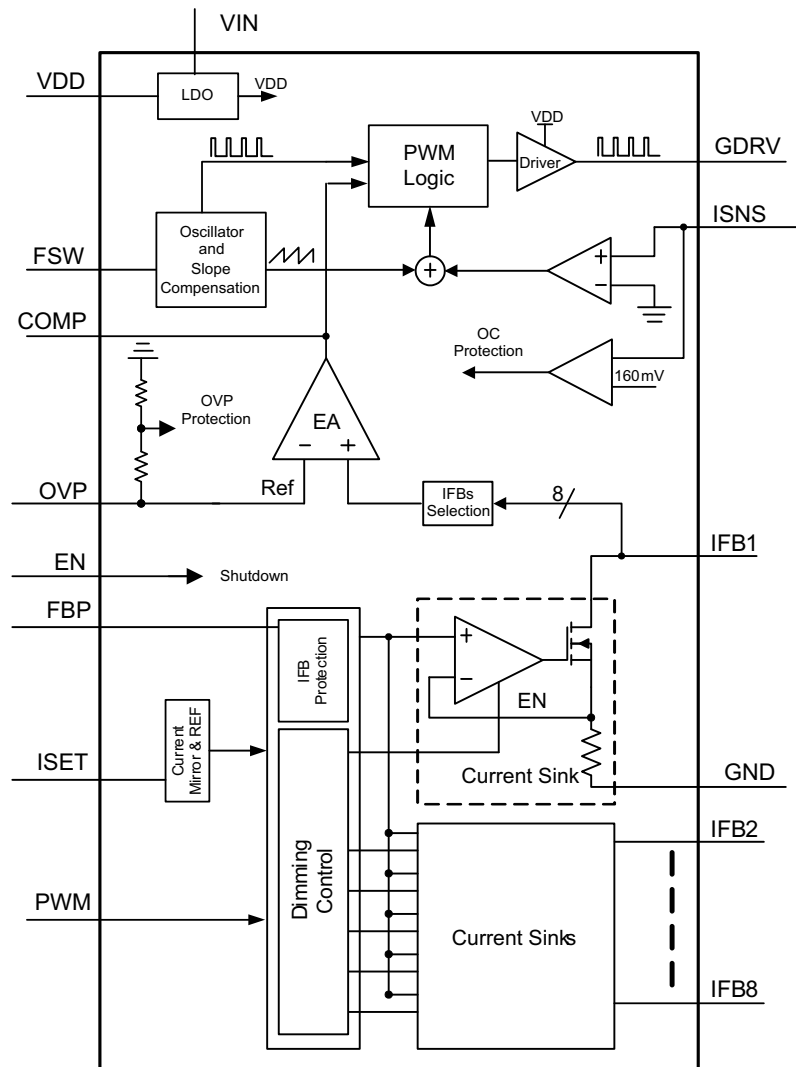 VIN
VDD
LDO
VDD
VDD
PWM
Logic
Driver
GDRV
ISNS
Oscillator
and
Slope
Compensation
FSW
+
+
−
COMP
OC
Protection
160mV
OVP
Protection
EA
−
+
OVP
Ref
IFBs
Selection
8
IFB1
EN
Shutdown
FBP
IFB
Protection
+
−
EN
Current
Mirror & REF
ISET
Current Sink
GND
IFB2
Dimming
Control
PWM
Current Sinks
IFB8